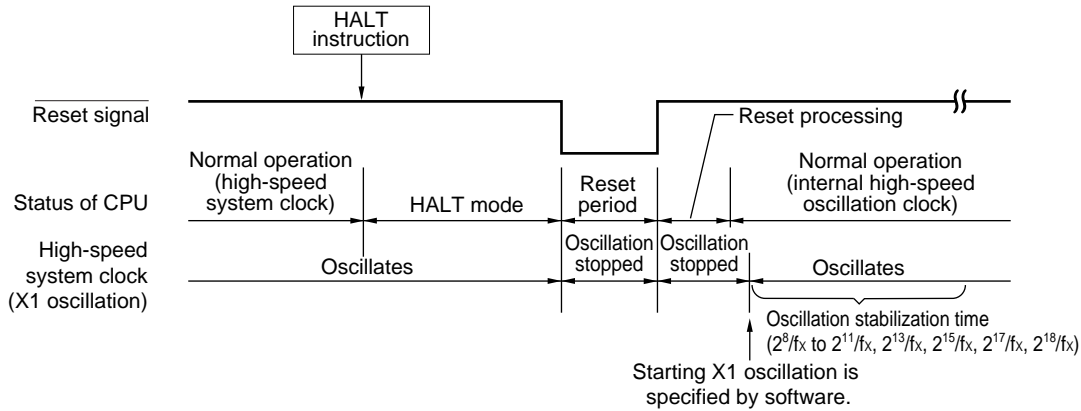 HALT
instruction
Reset signal
Reset processing
Normal operation
(high-speed
system clock)
Normal operation
(internal high-speed
oscillation clock)
Status of CPU
HALT mode
Reset
period
High-speed
system clock
(X1 oscillation)
Oscillates
Oscillation
stopped
Oscillation
stopped
Oscillates
Oscillation stabilization time
(2⁸/fx to 2¹¹/fx, 2¹³/fx, 2¹⁵/fx, 2¹⁷/fx, 2¹⁸/fx)
Starting X1 oscillation is
specified by software.